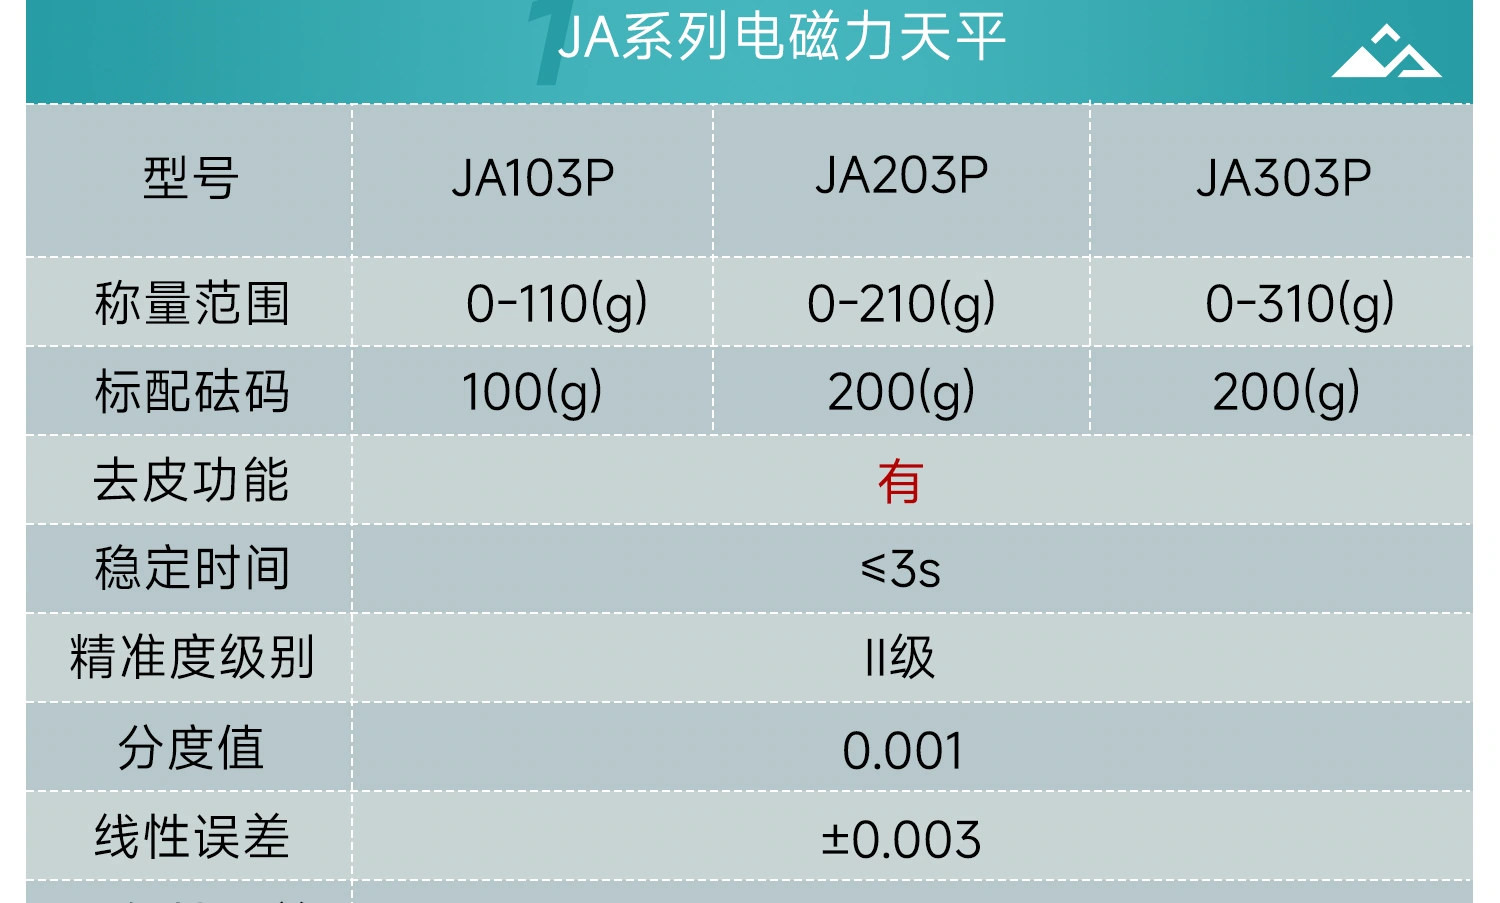 1
JA系列电磁力天平
型号 JA103P JA203P JA303P
称量范围 0-110(g) 0-210(g) 0-310(g)
标配砝码 100(g) 200(g) 200(g)
去皮功能 有
稳定时间 ≤3s
精准度级别 II级
分度值 0.001
线性误差 ±0.003